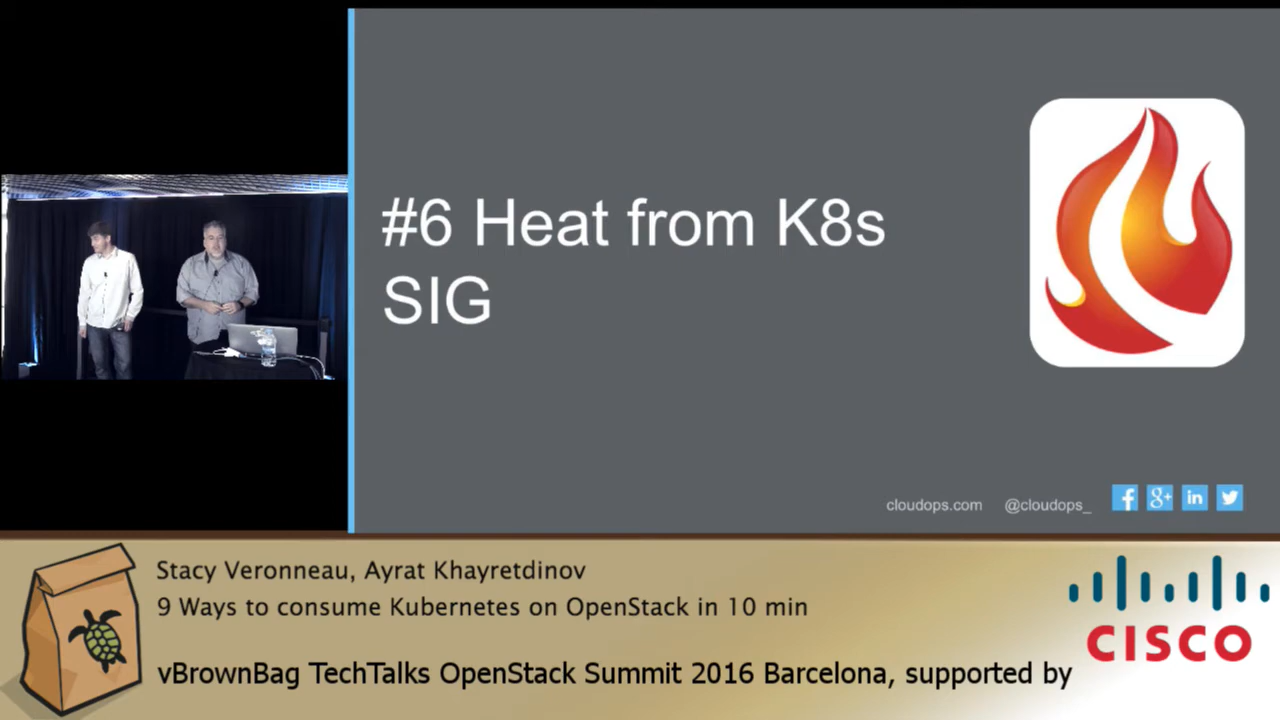 #6 Heat from K8s
SIG
cloudops.com @cloudops_
f g+ in
Stacy Veronneau, Ayrat Khayretdinov
9 Ways to consume Kubernetes on OpenStack in 10 min
vBrownBag TechTalks OpenStack Summit 2016 Barcelona, supported by
CISCO